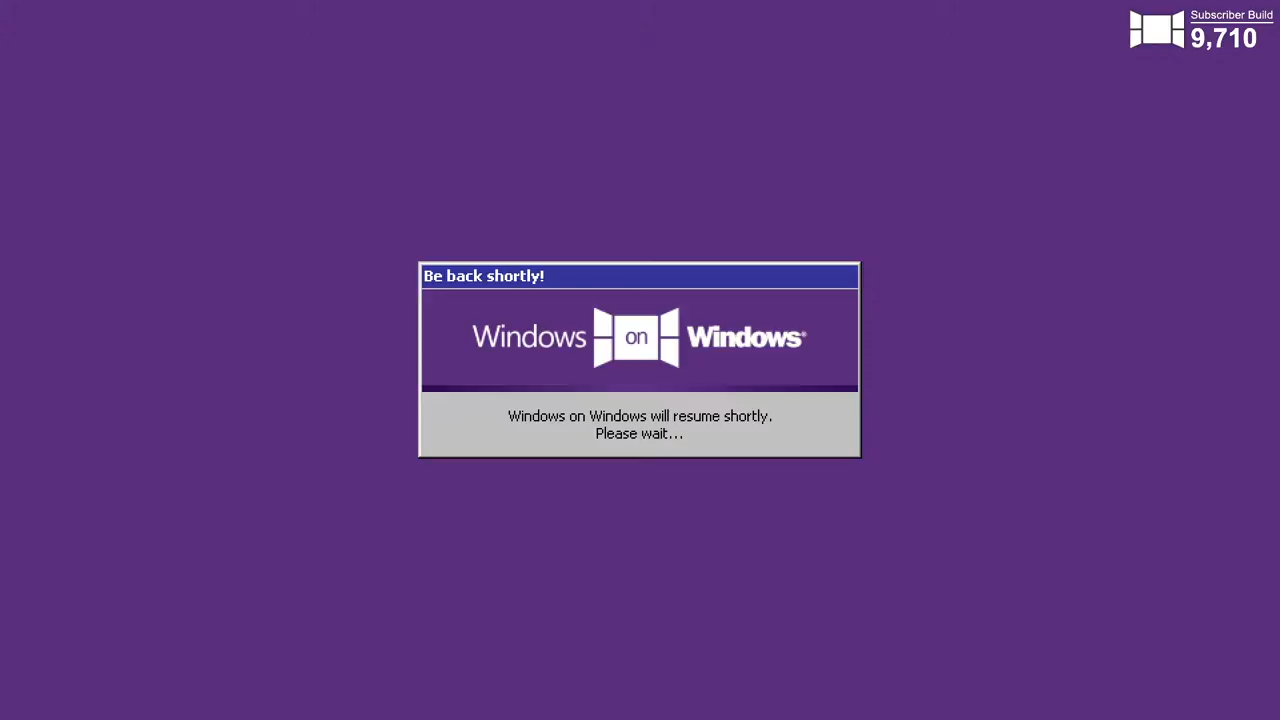 Subscriber Build
9,710
Be back shortly!
Windows on Windows®
Windows on Windows will resume shortly.
Please wait...